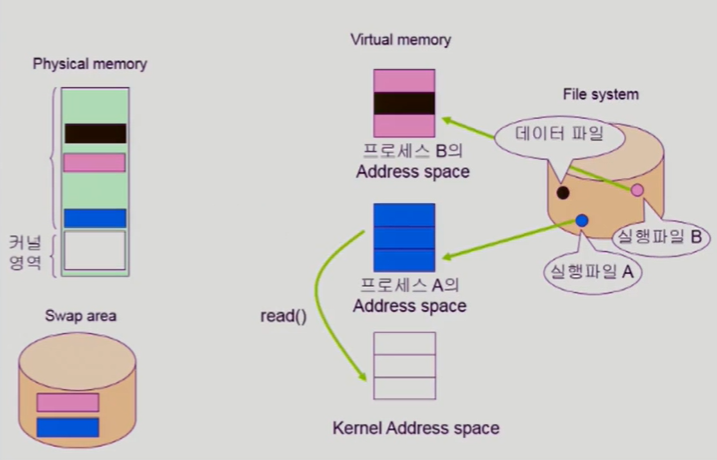 Virtual memory
Physical memory
File system
데이터 파일
프로세스 B의
Address space
실행파일 B
커널
영역
실행파일 A
프로세스 A의
Address space
Swap area
read()
Kernel Address space